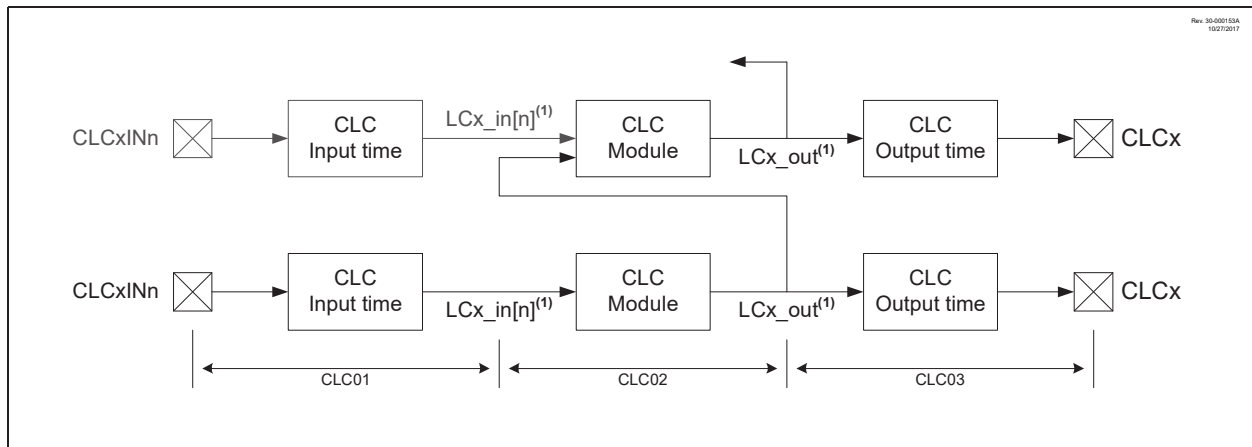 Rev. 30-000153A
10/27/2017
CLCxINn
CLC
Input time
LCx_in[n](1)
CLC
Module
LCx_out(1)
CLC
Output time
CLCx
CLCxINn
CLC
Input time
LCx_in[n](1)
CLC
Module
LCx_out(1)
CLC
Output time
CLCx
CLC01
CLC02
CLC03